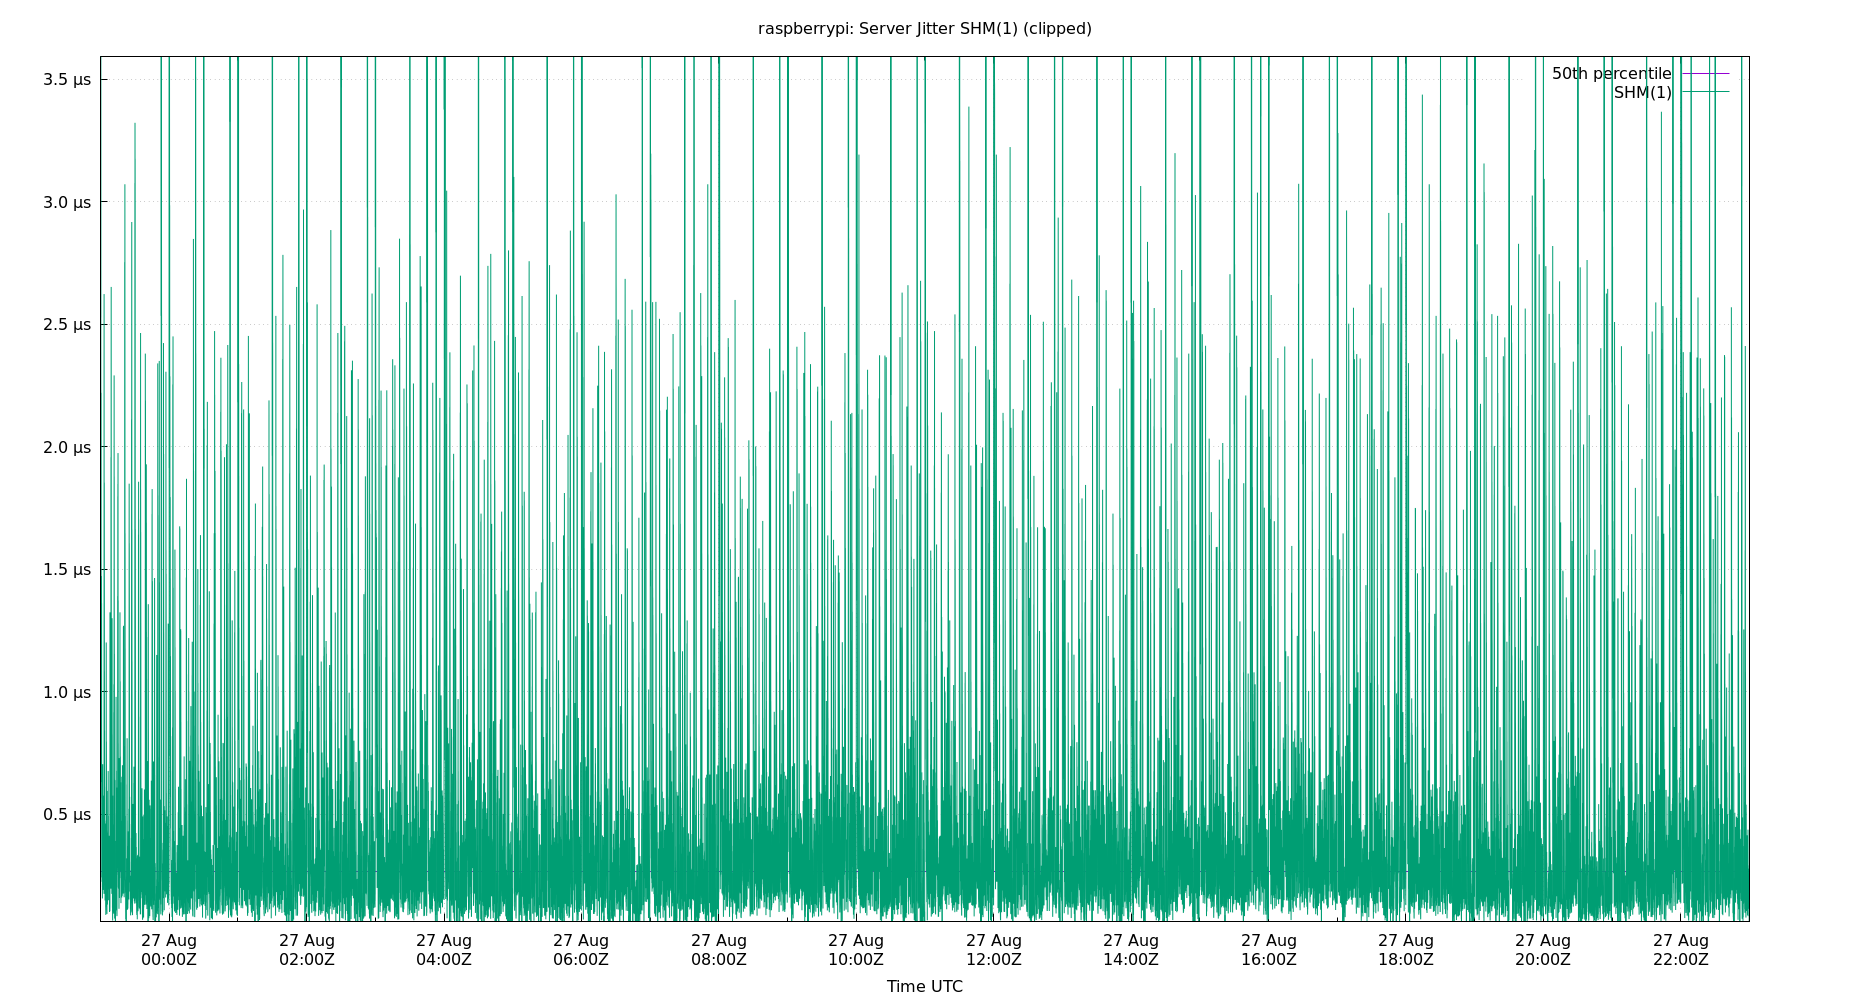 raspberrypi: Server Jitter SHM(1) (clipped)
50th percentile
SHM(1)
3.5 μs
3.0 μs
2.5 μs
2.0 μs
1.5 μs
1.0 μs
0.5 μs
27 Aug
00:00Z
27 Aug
02:00Z
27 Aug
04:00Z
27 Aug
06:00Z
27 Aug
08:00Z
27 Aug
10:00Z
27 Aug
12:00Z
27 Aug
14:00Z
27 Aug
16:00Z
27 Aug
18:00Z
27 Aug
20:00Z
27 Aug
22:00Z
Time UTC